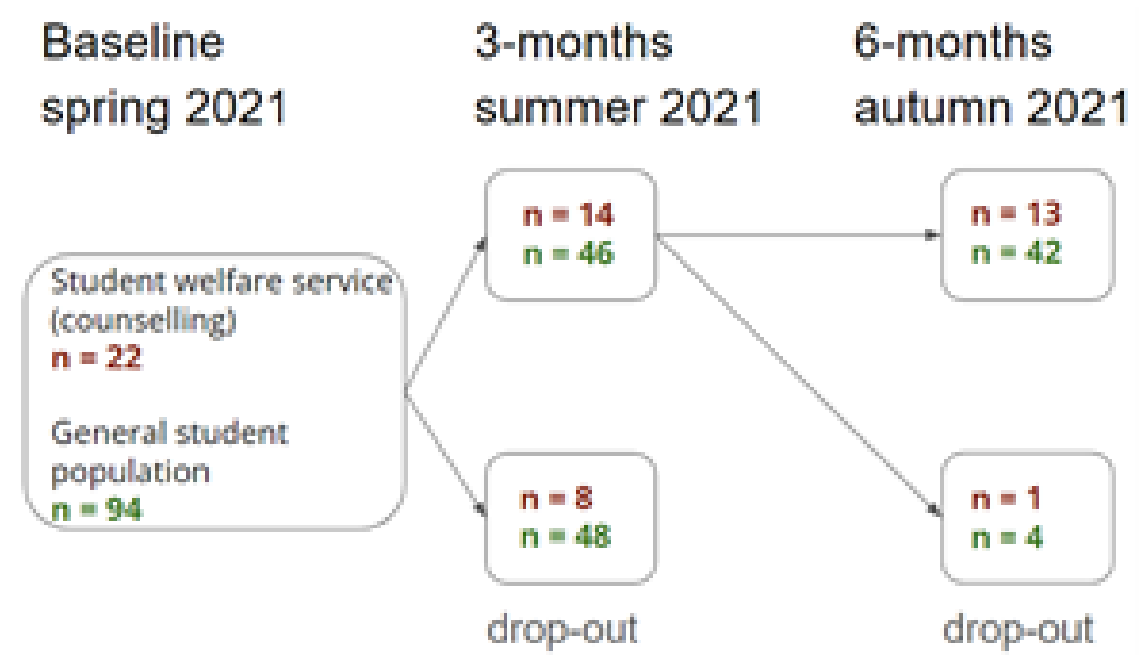 Baseline
spring 2021
3-months
summer 2021
6-months
autumn 2021
Student welfare service
(counselling)
n = 22
General student
population
n = 94
n = 14
n = 46
n = 8
n = 48
drop-out
n = 13
n = 42
n = 1
n = 4
drop-out